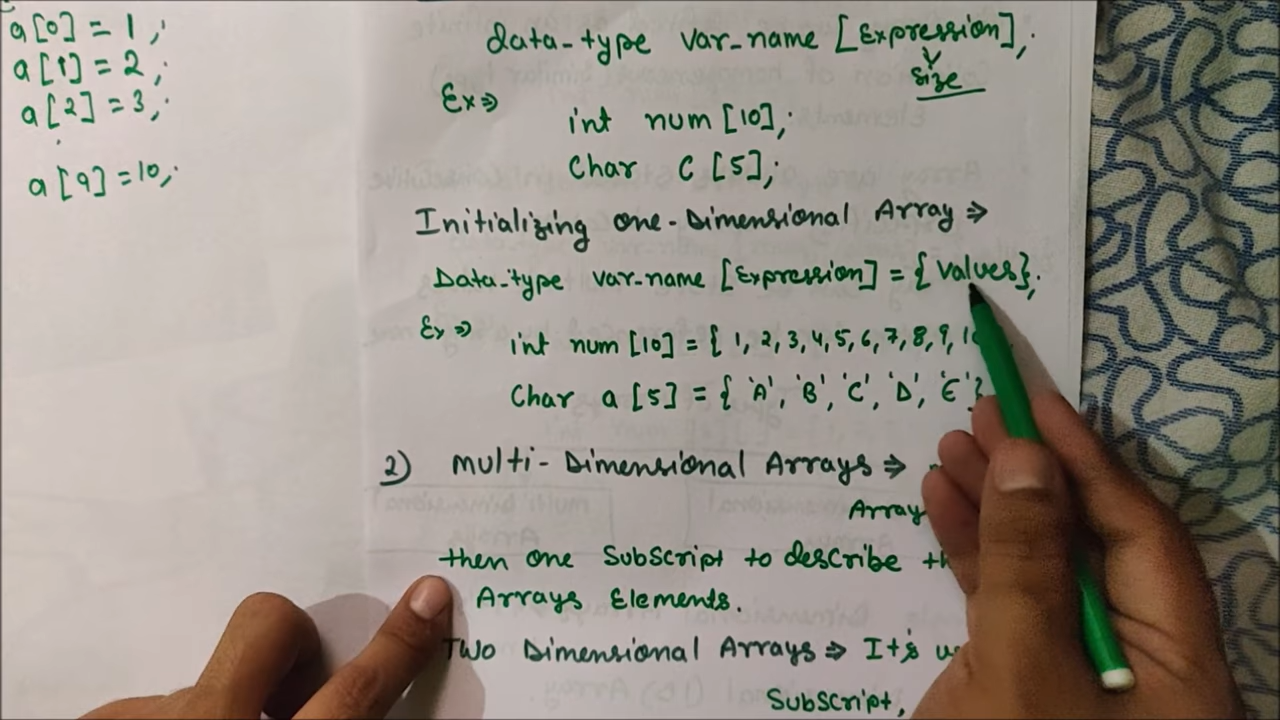 a[0] = 1;
a[1] = 2;
a[2] = 3;
a[9] = 10;
data-type var-name [Expression];
size
Ex⇒
int num [10];
Char C [5];
Initializing one-Dimensional Array ⇒
Data-type var-name [Expression] = { values};
Ex ⇒
int num [10] = { 1, 2, 3, 4, 5, 6, 7, 8, 9, 10
Char a [5] = { 'A', 'B', 'C', 'D', 'E' }
2) Multi-Dimensional Arrays ⇒
Array
then one Subscript to describe
Arrays Elements.
Two Dimensional Arrays ⇒ It's
Subscript,